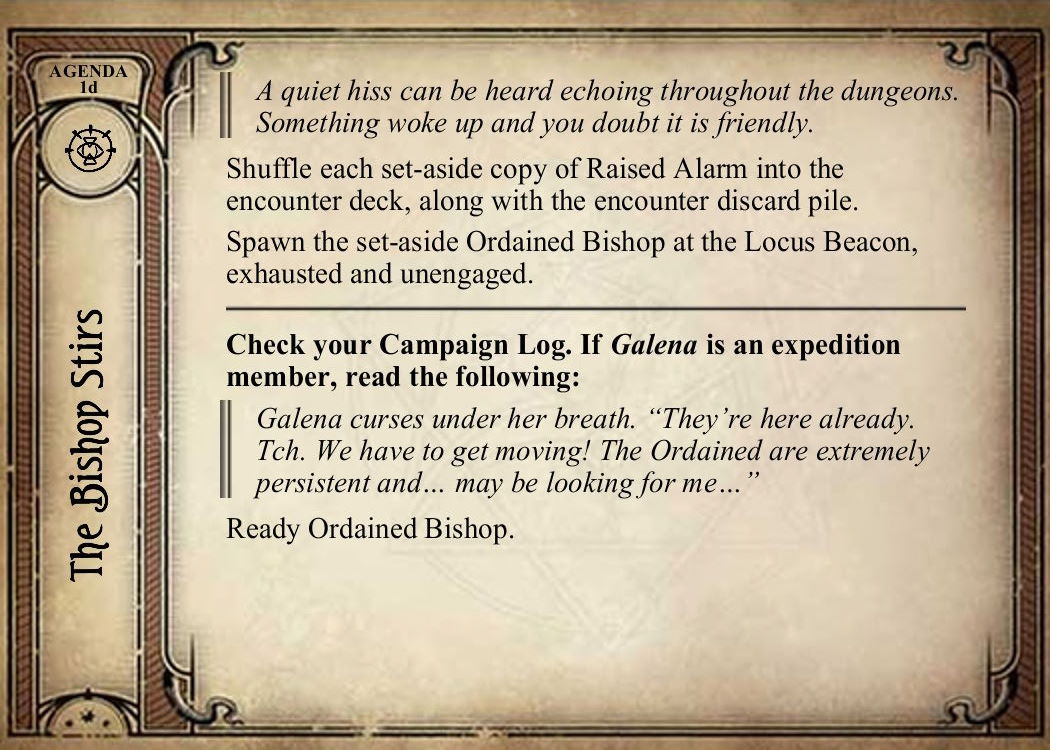 AGENDA
1d
The Bishop Stirs
A quiet hiss can be heard echoing throughout the dungeons.
Something woke up and you doubt it is friendly.
Shuffle each set-aside copy of Raised Alarm into the
encounter deck, along with the encounter discard pile.
Spawn the set-aside Ordained Bishop at the Locus Beacon,
exhausted and unengaged.
Check your Campaign Log. If Galena is an expedition
member, read the following:
Galena curses under her breath. “They’re here already.
Tch. We have to get moving! The Ordained are extremely
persistent and… may be looking for me…”
Ready Ordained Bishop.